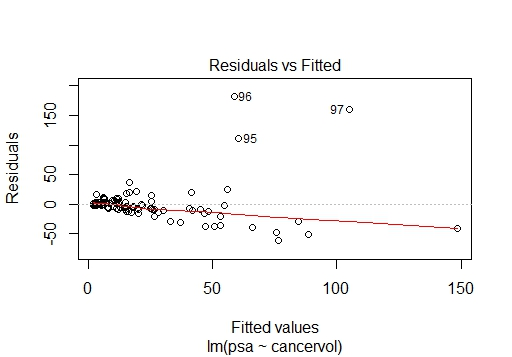 Residuals vs Fitted
Residuals
150
50
0
-50
96
97
95
0
50
100
150
Fitted values
lm(psa ~ cancervol)